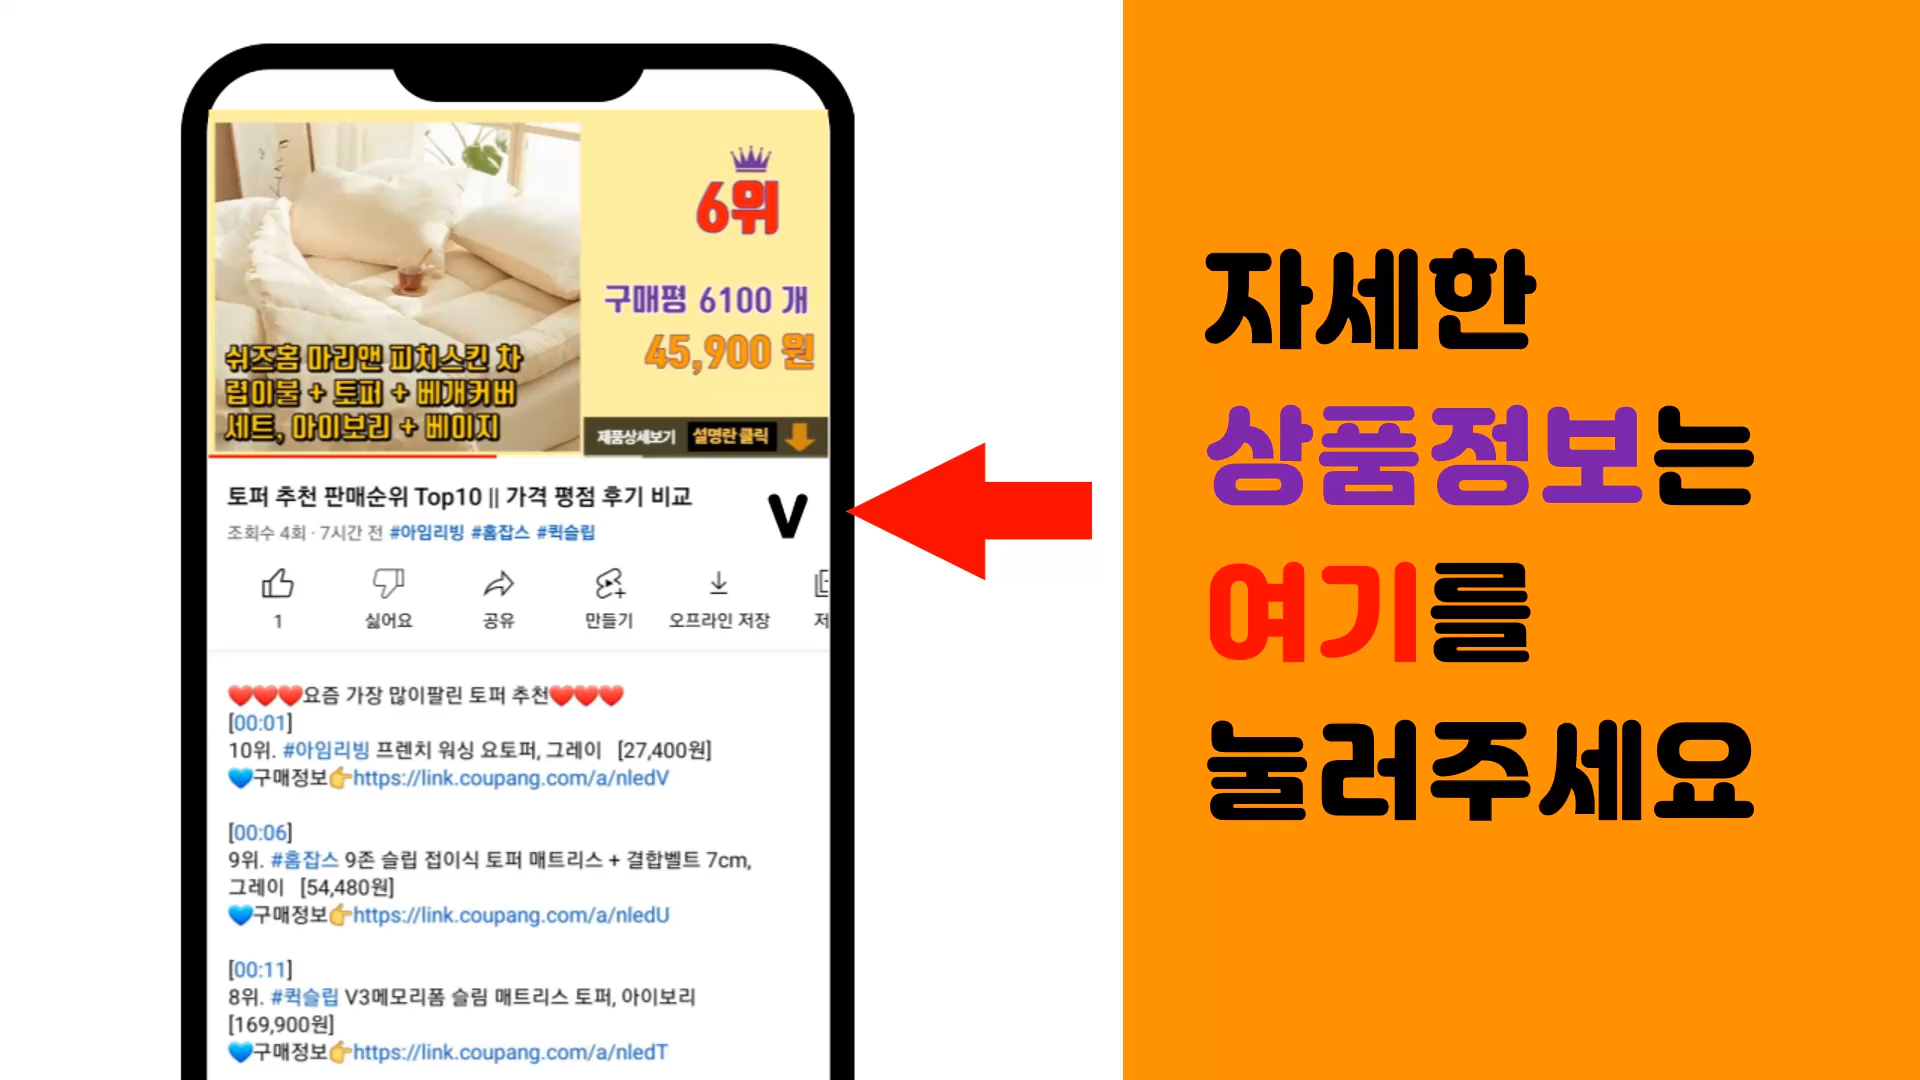 6위
구매평 6100 개
45,900 원
쉬즈홈 마리앤 피치스킨 차
렵이불 + 토퍼 + 베개커버
세트, 아이보리 + 베이지
제품상세보기 설명란 클릭
토퍼 추천 판매순위 Top10 || 가격 평점 후기 비교
V
조회수 4회 · 7시간 전 #아임리빙 #홈잡스 #퀵슬립
1 싫어요 공유 만들기 오프라인 저장 저
❤️❤️❤️요즘 가장 많이팔린 토퍼 추천❤️❤️❤️
[00:01]
10위. #아임리빙 프렌치 워싱 요토퍼, 그레이 [27,400원]
💙구매정보👉https://link.coupang.com/a/nledV
[00:06]
9위. #홈잡스 9존 슬립 접이식 토퍼 매트리스 + 결합벨트 7cm,
그레이 [54,480원]
💙구매정보👉https://link.coupang.com/a/nledU
[00:11]
8위. #퀵슬립 V3메모리폼 슬림 매트리스 토퍼, 아이보리
[169,900원]
💙구매정보👉https://link.coupang.com/a/nledT
자세한
상품정보는
여기를
눌러주세요